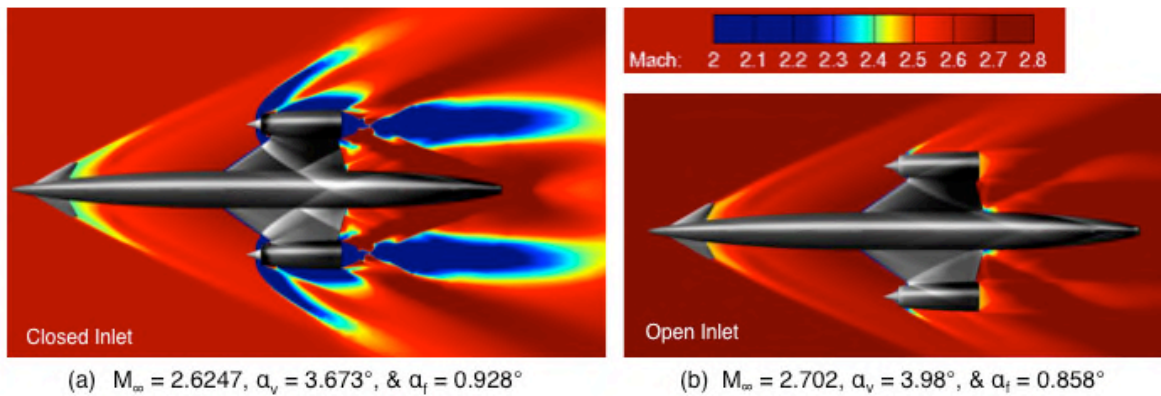 Mach: 2 2.1 2.2 2.3 2.4 2.5 2.6 2.7 2.8
Closed Inlet
Open Inlet
(a) M∞ = 2.6247, αv = 3.673°, & αf = 0.928°
(b) M∞ = 2.702, αv = 3.98°, & αf = 0.858°